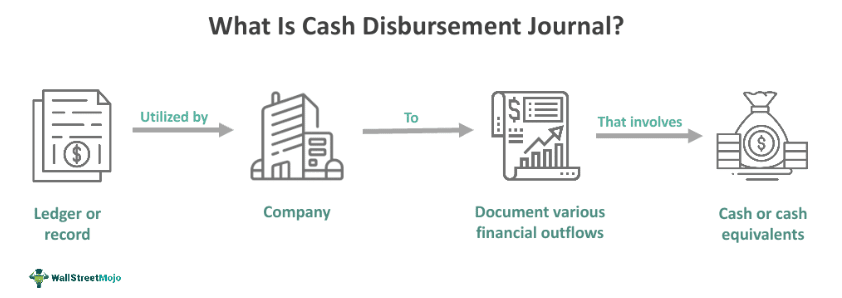 What Is Cash Disbursement Journal?
Utilized by
To
That involves
$
$
$
Ledger or
record
Company
Document various
financial outflows
Cash or cash
equivalents
WallStreetMojo